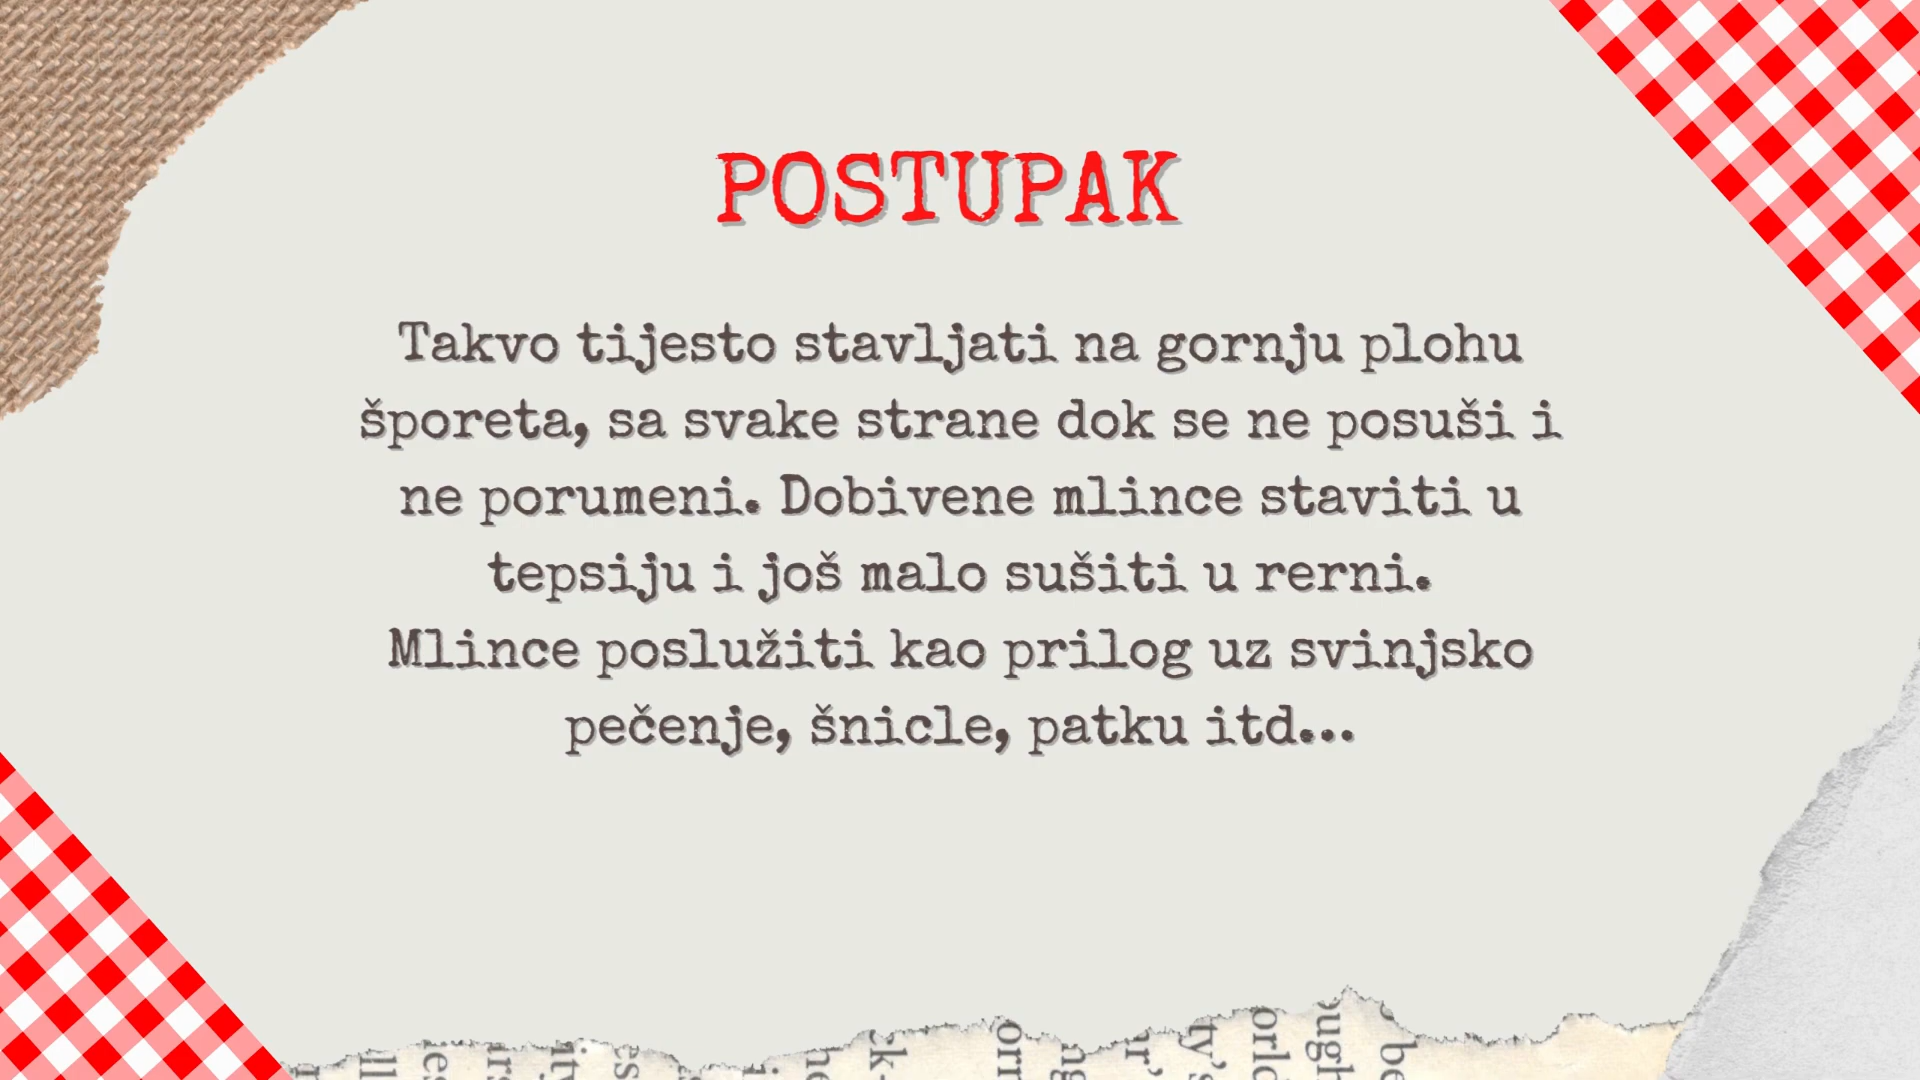 POSTUPAK
Takvo tijesto stavljati na gornju plohu
šporeta, sa svake strane dok se ne posuši i
ne porumeni. Dobivene mlince staviti u
tepsiju i još malo sušiti u rerni.
Mlince poslužiti kao prilog uz svinjsko
pečenje, šnicle, patku itd...